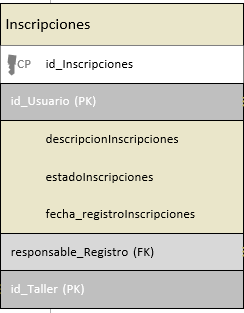 Inscripciones
CP id_Inscripciones
id_Usuario (PK)
descripcionInscripciones
estadoInscripciones
fecha_registroInscripciones
responsable_Registro (FK)
id_Taller (PK)